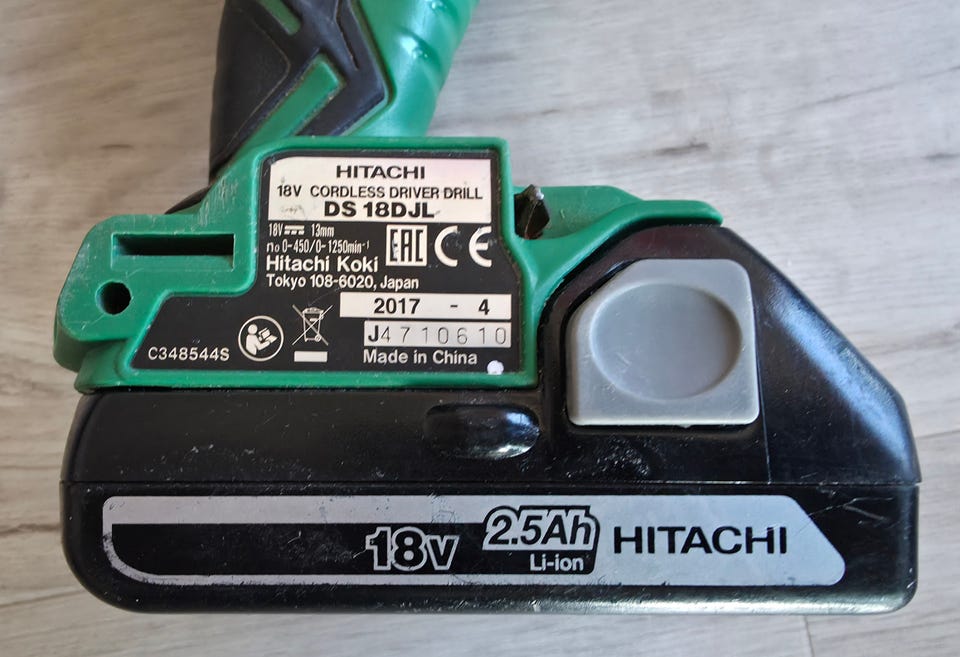 HITACHI
18V CORDLESS DRIVER DRILL
DS 18DJL
18V⎓ 13mm
n₀ 0-450/0-1250min⁻¹
EAC CE
Hitachi Koki
Tokyo 108-6020, Japan
2017 - 4
J4710610
C348544S
Made in China
18V 2.5Ah HITACHI
Li-ion